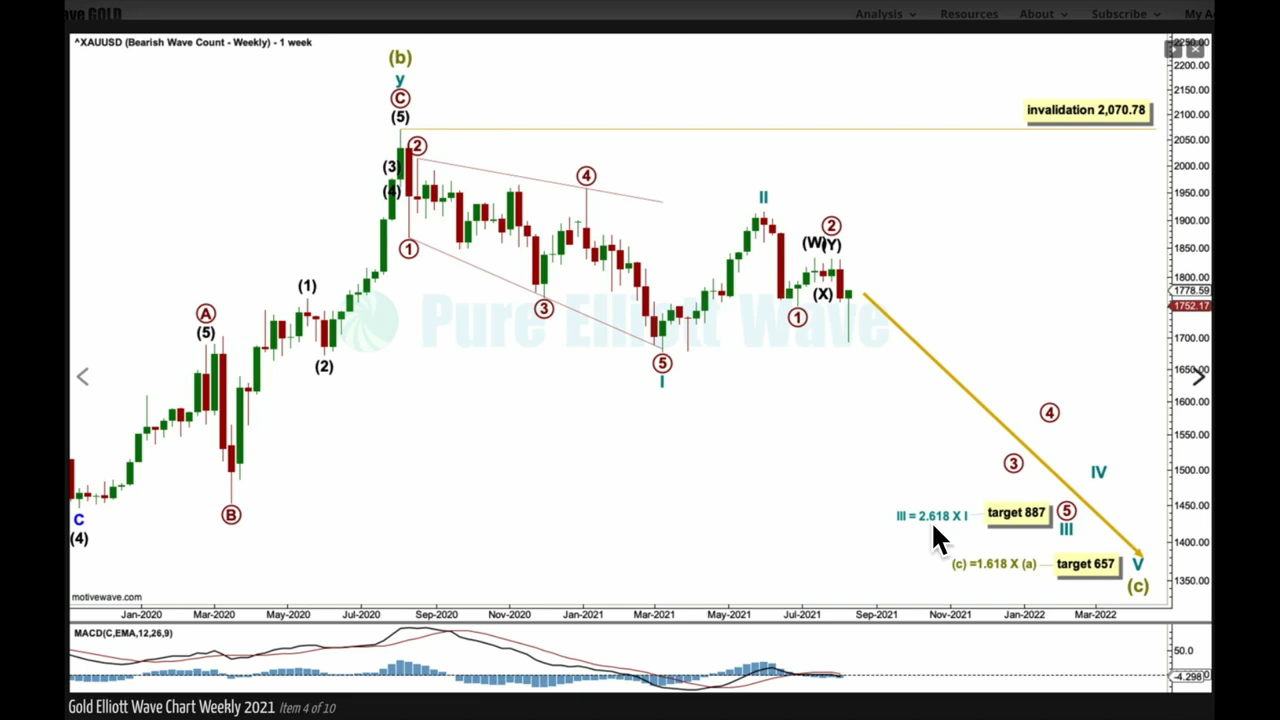 ave GOLD
Analysis
Resources
About
Subscribe
My A
^XAUUSD (Bearish Wave Count - Weekly) - 1 week
(b)
y
C
(5)
2
(3)
(4)
1
invalidation 2,070.78
4
II
2
(W)
(Y)
(X)
1
(1)
A
(5)
(2)
3
5
I
B
C
(4)
Pure Elliott Wave
4
3
IV
III = 2.618 X I
target 887
5
III
(c) =1.618 X (a)
target 657
V
(c)
2250.00
2200.00
2150.00
2100.00
2050.00
2000.00
1950.00
1900.00
1850.00
1800.00
1778.59
1752.17
1700.00
1650.00
1600.00
1550.00
1500.00
1450.00
1400.00
1350.00
motivewave.com
Jan-2020
Mar-2020
May-2020
Jul-2020
Sep-2020
Nov-2020
Jan-2021
Mar-2021
May-2021
Jul-2021
Sep-2021
Nov-2021
Jan-2022
Mar-2022
MACD(C,EMA,12,26,9)
50.0
-4.298
Gold Elliott Wave Chart Weekly 2021 Item 4 of 10